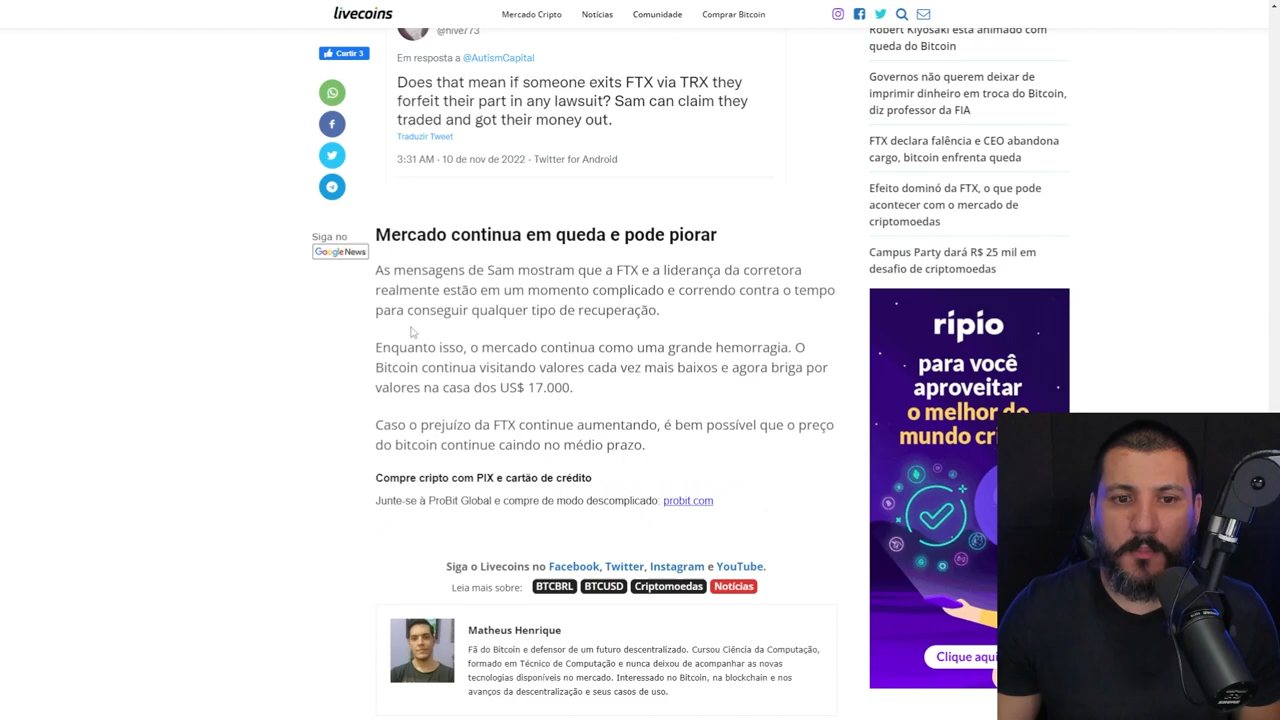 livecoins
Mercado Cripto
Notícias
Comunidade
Comprar Bitcoin
Curtir 3
Siga no
Google News
@hive773
Em resposta a @AutismCapital
Does that mean if someone exits FTX via TRX they
forfeit their part in any lawsuit? Sam can claim they
traded and got their money out.
Traduzir Tweet
3:31 AM · 10 de nov de 2022 · Twitter for Android
Mercado continua em queda e pode piorar
As mensagens de Sam mostram que a FTX e a liderança da corretora
realmente estão em um momento complicado e correndo contra o tempo
para conseguir qualquer tipo de recuperação.
Enquanto isso, o mercado continua como uma grande hemorragia. O
Bitcoin continua visitando valores cada vez mais baixos e agora briga por
valores na casa dos US$ 17.000.
Caso o prejuízo da FTX continue aumentando, é bem possível que o preço
do bitcoin continue caindo no médio prazo.
Compre cripto com PIX e cartão de crédito
Junte-se à ProBit Global e compre de modo descomplicado: probit.com
Siga o Livecoins no Facebook, Twitter, Instagram e YouTube.
Leia mais sobre: BTCBRL BTCUSD Criptomoedas Notícias
Matheus Henrique
Fã do Bitcoin e defensor de um futuro descentralizado. Cursou Ciência da Computação,
formado em Técnico de Computação e nunca deixou de acompanhar as novas
tecnologias disponíveis no mercado. Interessado no Bitcoin, na blockchain e nos
avanços da descentralização e seus casos de uso.
Robert Kiyosaki está animado com
queda do Bitcoin
Governos não querem deixar de
imprimir dinheiro em troca do Bitcoin,
diz professor da FIA
FTX declara falência e CEO abandona
cargo, bitcoin enfrenta queda
Efeito dominó da FTX, o que pode
acontecer com o mercado de
criptomoedas
Campus Party dará R$ 25 mil em
desafio de criptomoedas
ripio
para você
aproveitar
o melhor do
mundo cri
Clique aqui